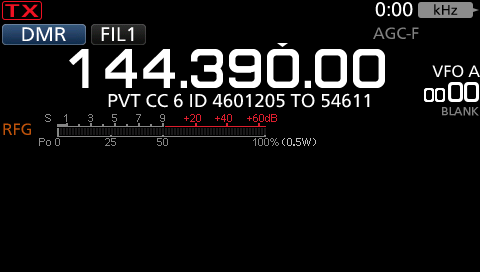 TX 0:00 kHz
DMR FIL1 AGC-F
144.390.00
VFO A
PVT CC 6 ID 4601205 TO 54611
0000
BLANK
S 1 3 5 7 9 +20 +40 +60dB
RFG
Po 0 25 50 100% (0.5W)